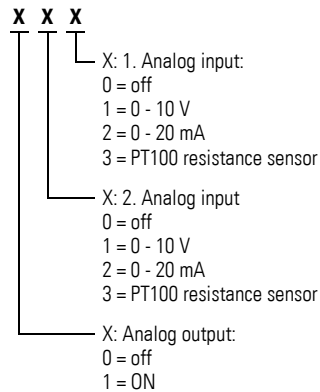 X X X
X: 1. Analog input:
0 = off
1 = 0 - 10 V
2 = 0 - 20 mA
3 = PT100 resistance sensor
X: 2. Analog input
0 = off
1 = 0 - 10 V
2 = 0 - 20 mA
3 = PT100 resistance sensor
X: Analog output:
0 = off
1 = ON